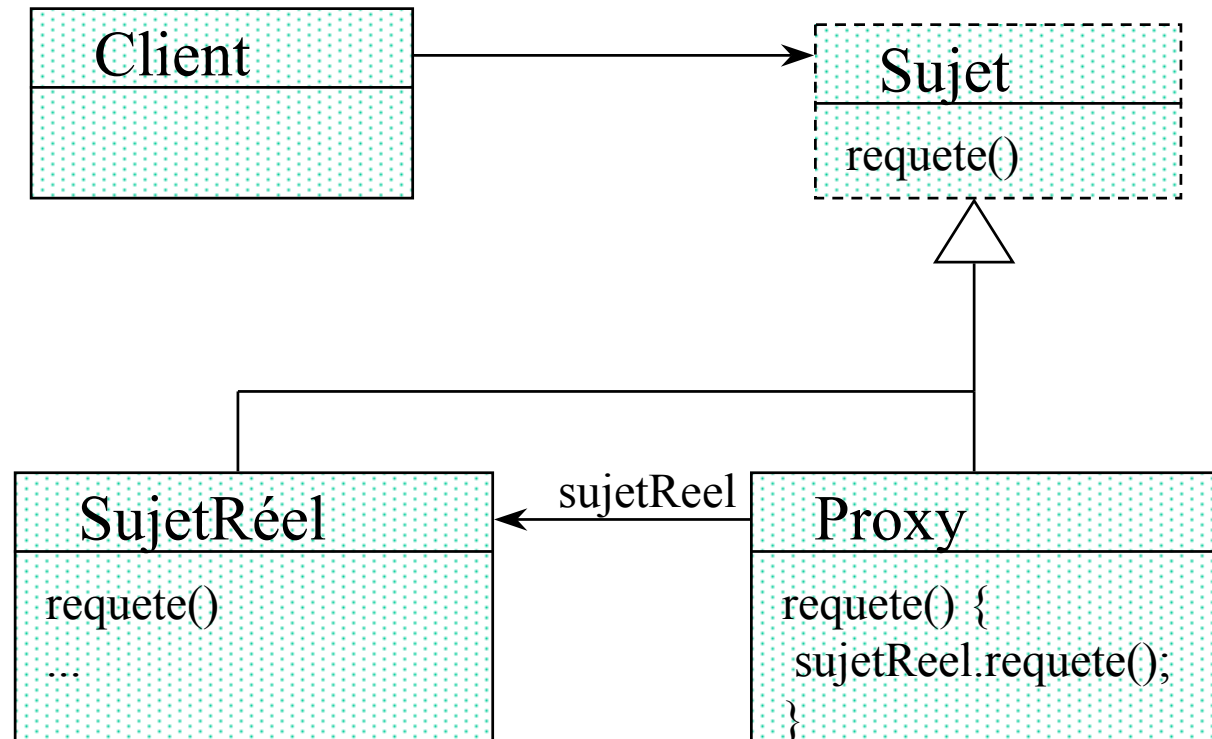 Client
Sujet
requete()
sujetReel
SujetRéel
requete()
...
Proxy
requete() {
sujetReel.requete();
}